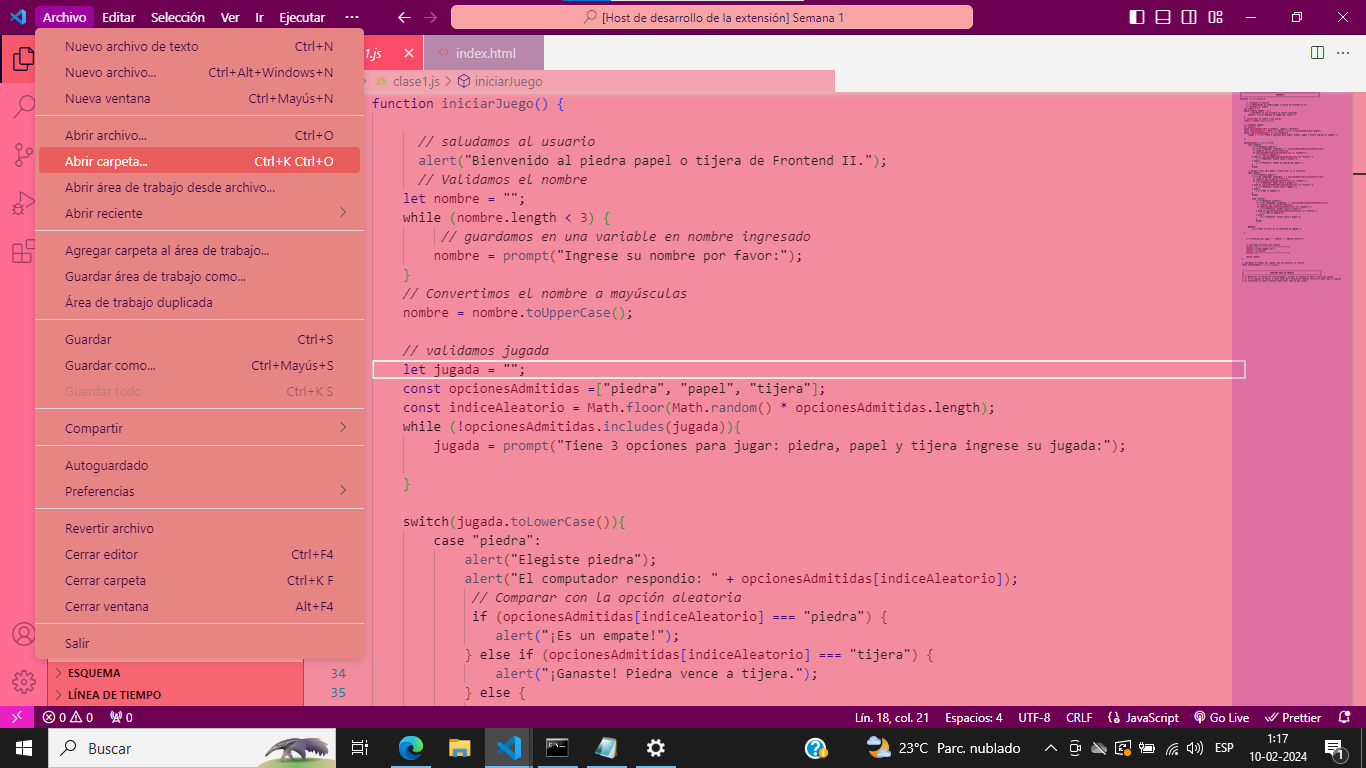 Archivo Editar Selección Ver Ir Ejecutar ··· [Host de desarrollo de la extensión] Semana 1
1.js index.html
JS clase1.js > iniciarJuego
Nuevo archivo de texto Ctrl+N
Nuevo archivo... Ctrl+Alt+Windows+N
Nueva ventana Ctrl+Mayús+N
Abrir archivo... Ctrl+O
Abrir carpeta... Ctrl+K Ctrl+O
Abrir área de trabajo desde archivo...
Abrir reciente
Agregar carpeta al área de trabajo...
Guardar área de trabajo como...
Área de trabajo duplicada
Guardar Ctrl+S
Guardar como... Ctrl+Mayús+S
Guardar todo Ctrl+K S
Compartir
Autoguardado
Preferencias
Revertir archivo
Cerrar editor Ctrl+F4
Cerrar carpeta Ctrl+K F
Cerrar ventana Alt+F4
Salir
ESQUEMA
LÍNEA DE TIEMPO
function iniciarJuego() {
// saludamos al usuario
alert("Bienvenido al piedra papel o tijera de Frontend II.");
// Validamos el nombre
let nombre = "";
while (nombre.length < 3) {
// guardamos en una variable en nombre ingresado
nombre = prompt("Ingrese su nombre por favor:");
}
// Convertimos el nombre a mayúsculas
nombre = nombre.toUpperCase();
// validamos jugada
let jugada = "";
const opcionesAdmitidas =["piedra", "papel", "tijera"];
const indiceAleatorio = Math.floor(Math.random() * opcionesAdmitidas.length);
while (!opcionesAdmitidas.includes(jugada)){
jugada = prompt("Tiene 3 opciones para jugar: piedra, papel y tijera ingrese su jugada:");
}
switch(jugada.toLowerCase()){
case "piedra":
alert("Elegiste piedra");
alert("El computador respondio: " + opcionesAdmitidas[indiceAleatorio]);
// Comparar con la opción aleatoria
if (opcionesAdmitidas[indiceAleatorio] === "piedra") {
alert("¡Es un empate!");
} else if (opcionesAdmitidas[indiceAleatorio] === "tijera") {
34 alert("¡Ganaste! Piedra vence a tijera.");
35 } else {
0 0 0 Lín. 18, col. 21 Espacios: 4 UTF-8 CRLF {} JavaScript Go Live Prettier
Buscar 23°C Parc. nublado ESP 1:17
10-02-2024 1